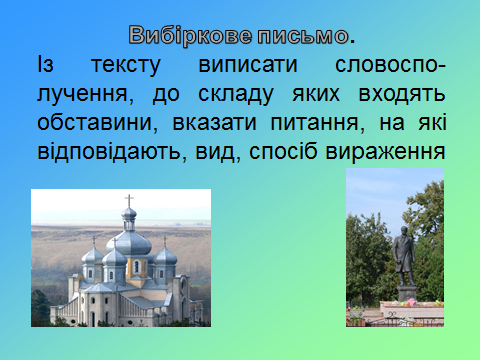 Вибіркове письмо.
Із тексту виписати словоспо-
лучення, до складу яких входять
обставини, вказати питання, на які
відповідають, вид, спосіб вираження